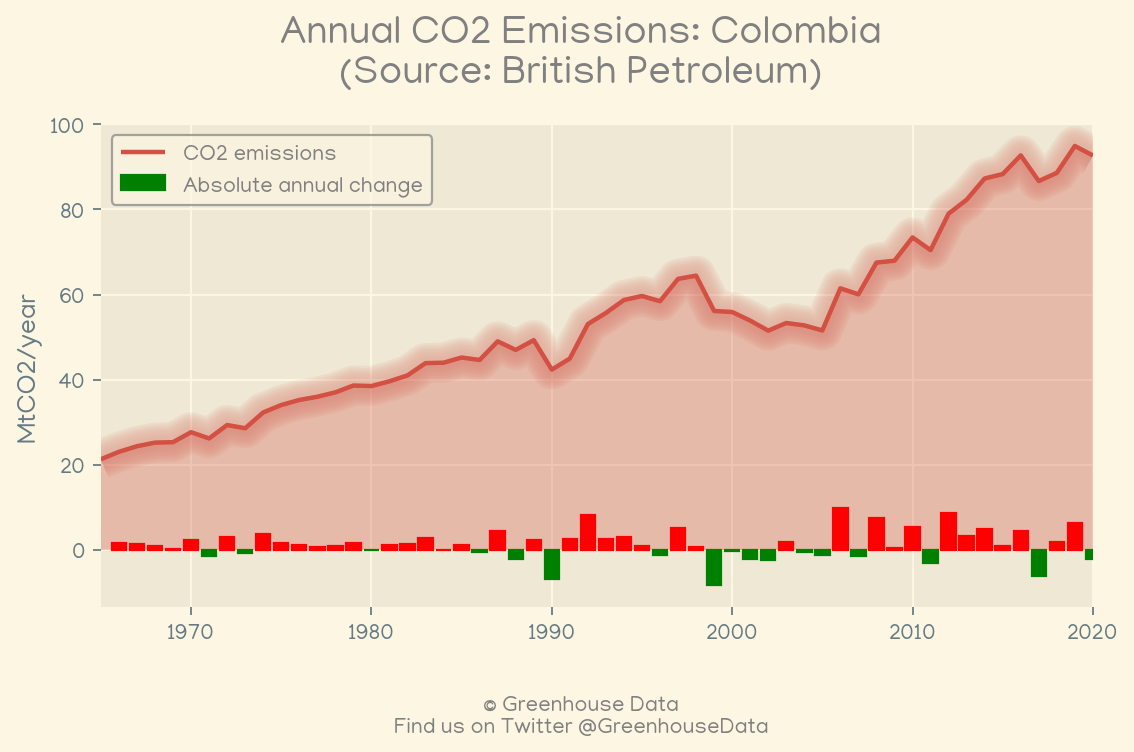 Annual CO2 Emissions: Colombia
(Source: British Petroleum)
100
CO2 emissions
Absolute annual change
80
60
40
20
0
MtCO2/year
1970 1980 1990 2000 2010 2020
© Greenhouse Data
Find us on Twitter @GreenhouseData